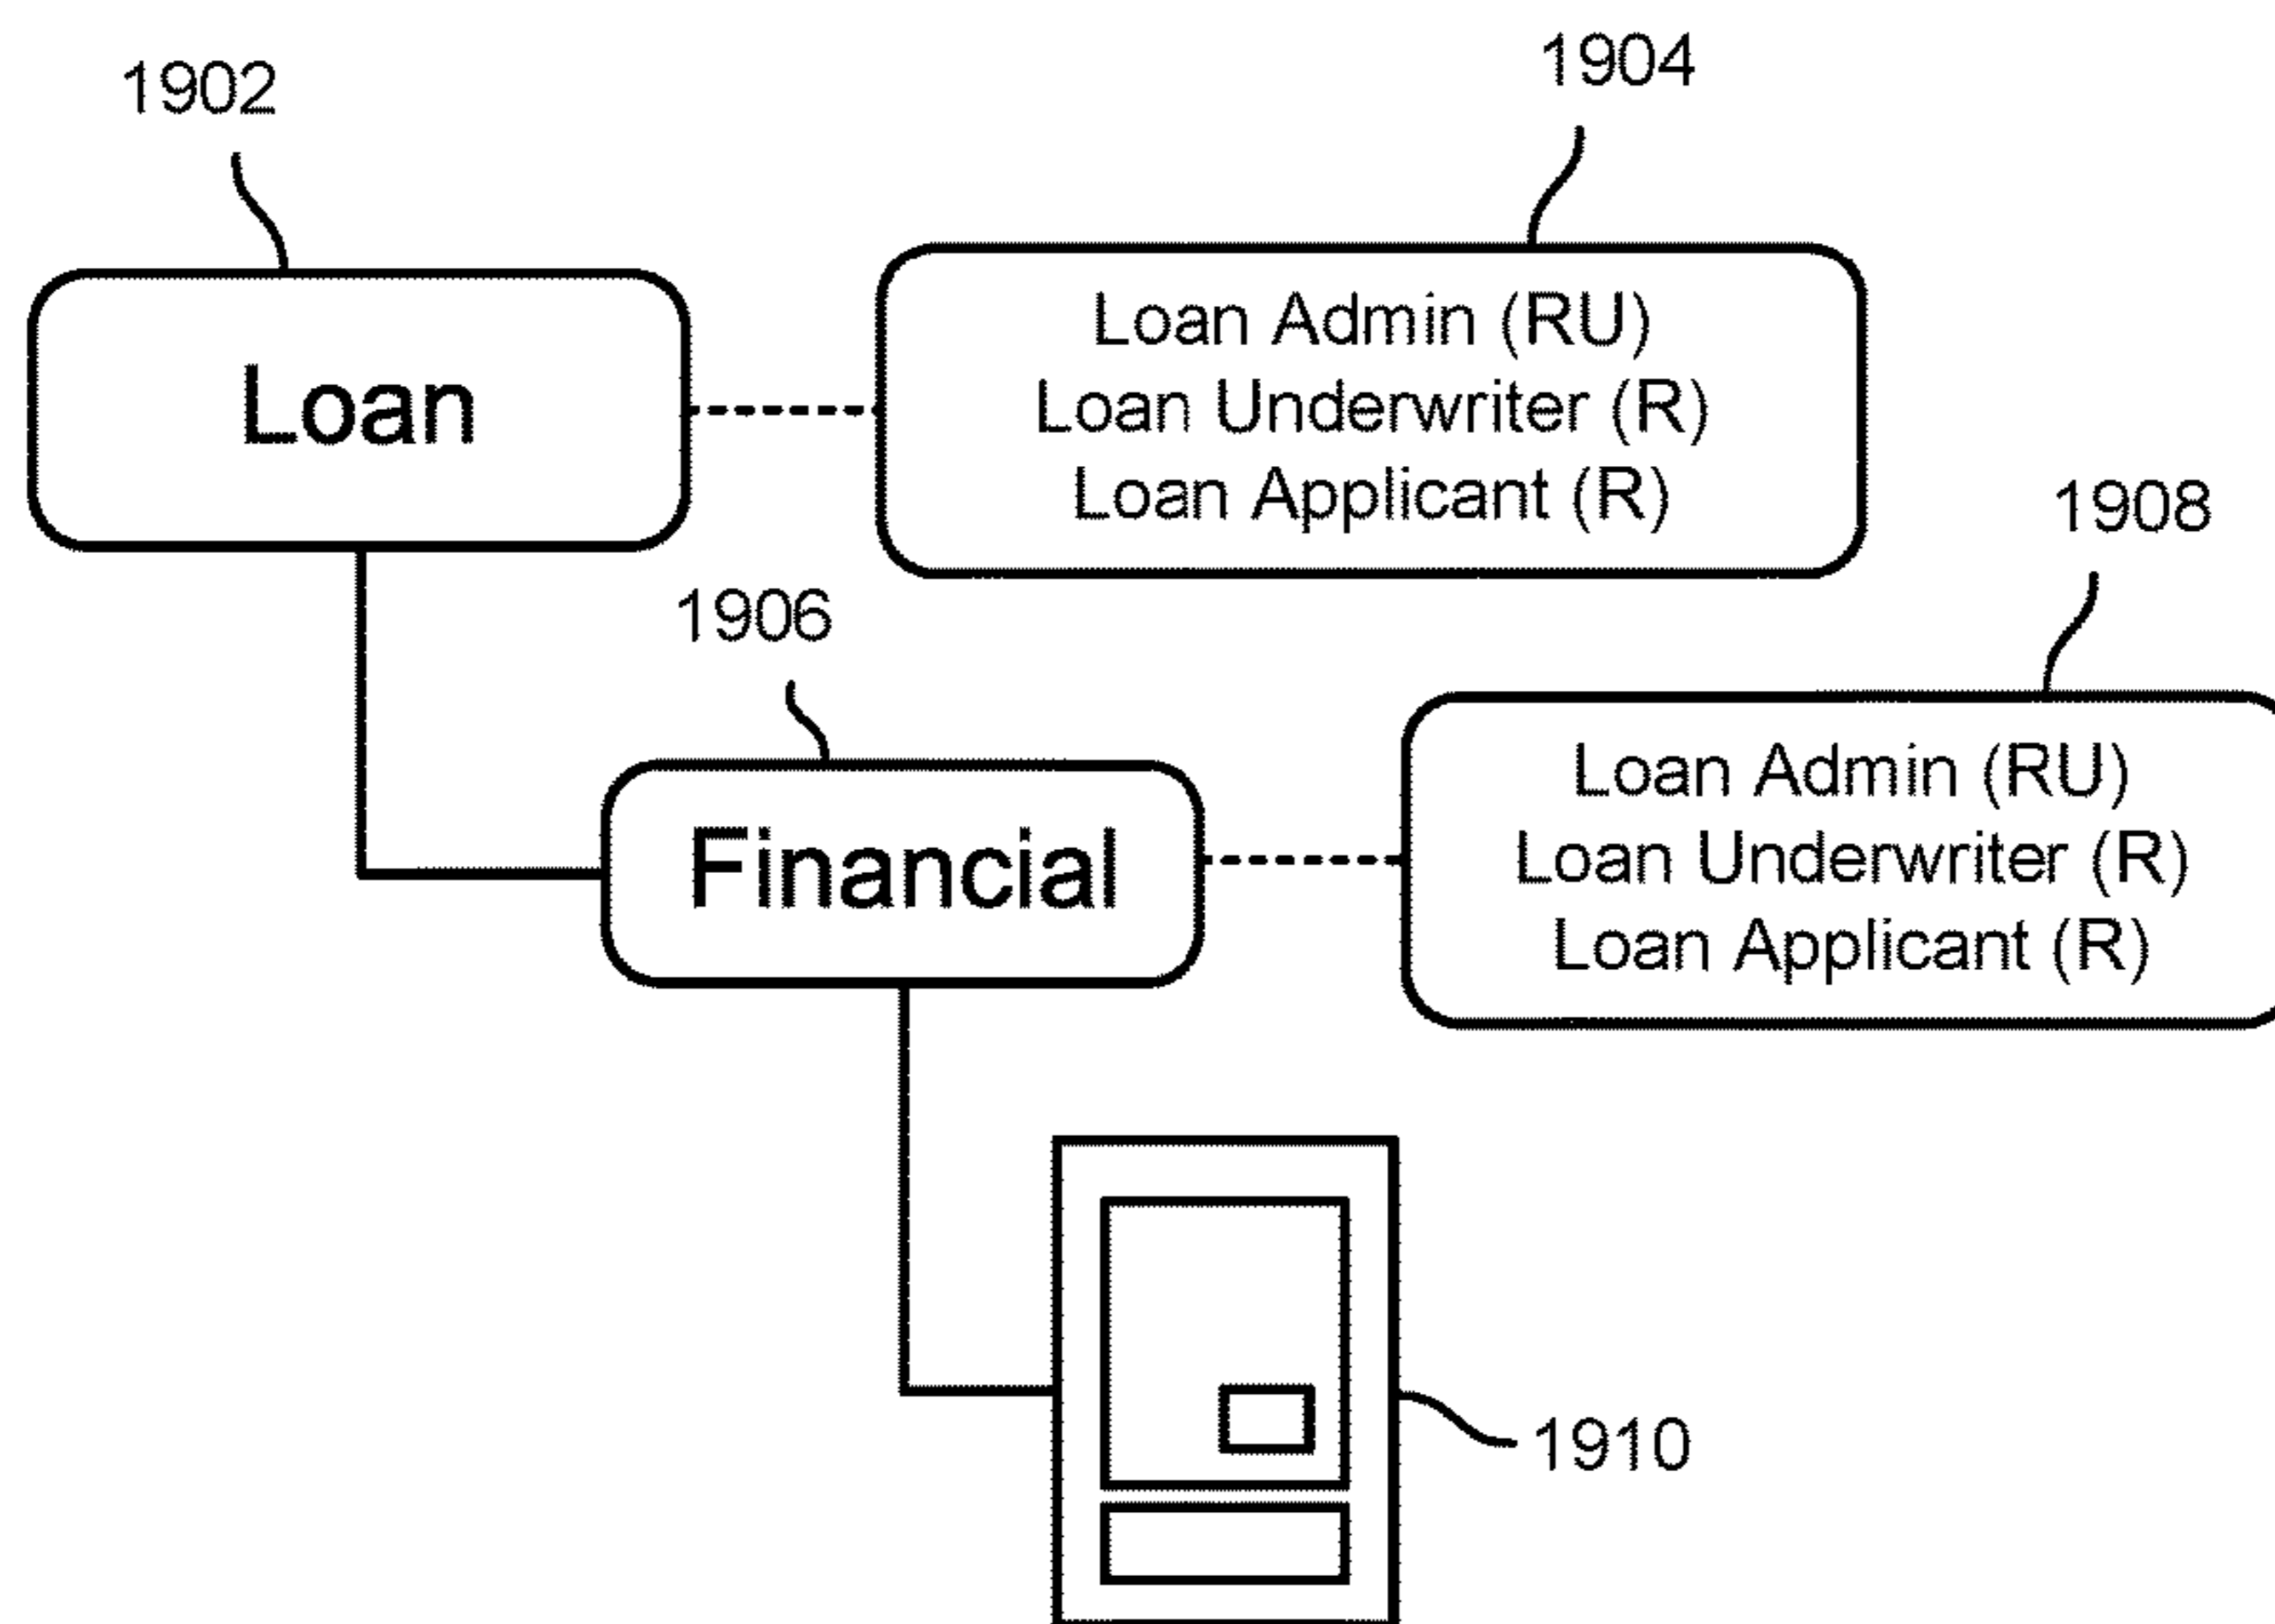 1902
1904
Loan
Loan Admin (RU)
Loan Underwriter (R)
Loan Applicant (R)
1906
1908
Financial
Loan Admin (RU)
Loan Underwriter (R)
Loan Applicant (R)
1910